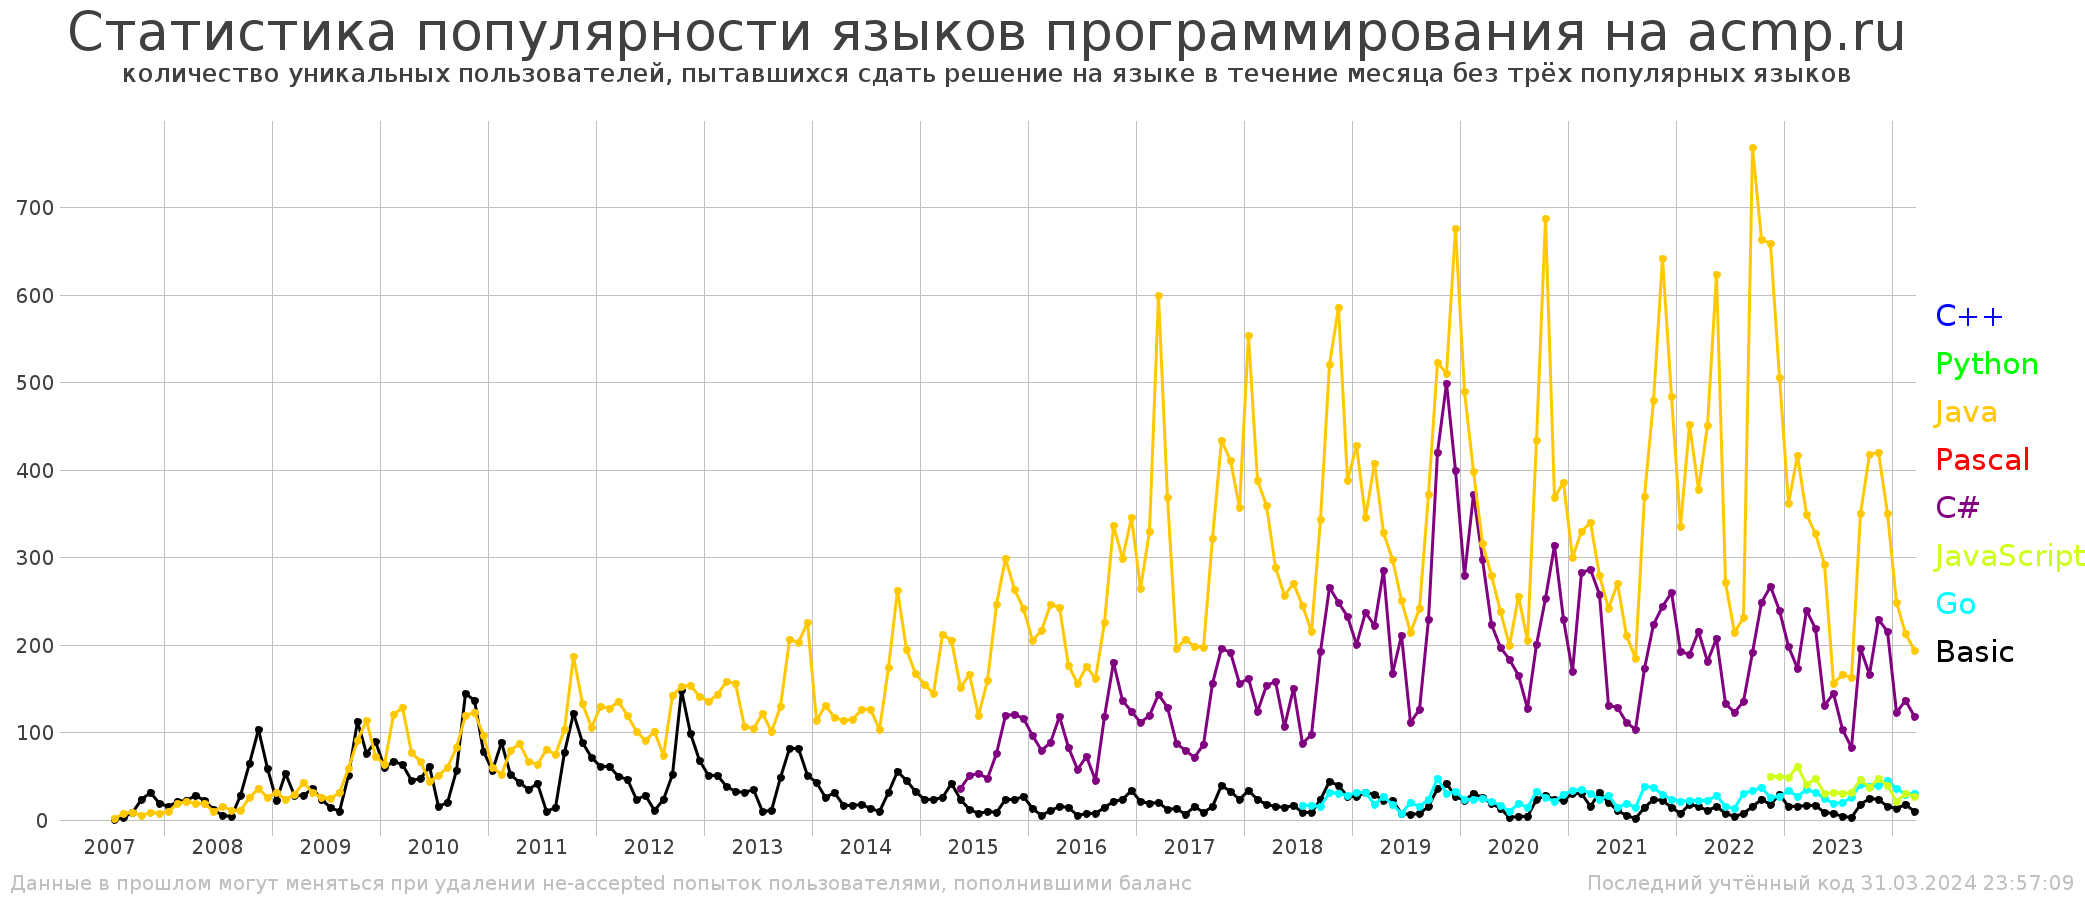 Статистика популярности языков программирования на acmp.ru
количество уникальных пользователей, пытавшихся сдать решение на языке в течение месяца без трёх популярных языков
700
600
500
400
300
200
100
0
C++
Python
Java
Pascal
C#
JavaScript
Go
Basic
2007 2008 2009 2010 2011 2012 2013 2014 2015 2016 2017 2018 2019 2020 2021 2022 2023
Данные в прошлом могут меняться при удалении не-accepted попыток пользователями, пополнившими баланс
Последний учтённый код 31.03.2024 23:57:09